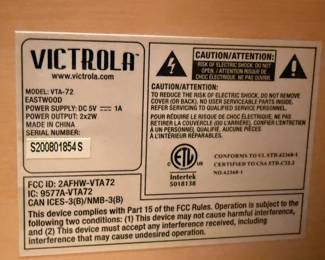 VICTROLA
www.victrola.com
MODEL: VTA-72
EASTWOOD
POWER SUPPLY: DC 5V ⎓ 1A
POWER OUTPUT: 2x2W
MADE IN CHINA
SERIAL NUMBER:
S200801854 S
CAUTION/ATTENTION:
RISK OF ELECTRIC SHOCK, DO NOT OPEN.
CAUTION/ATTENTION:
TO REDUCE THE RISK OF ELECTRIC SHOCK, DO NOT REMOVE
COVER (OR BACK). NO USER SERVICEABLE PARTS INSIDE.
REFER SERVICING TO QUALIFIED SERVICE PERSONNEL.
POUR RÉDUIRE LE RISQUE DE CHOC ÉLECTRIQUE, NE PAS
RETIRER LA COUVERCLE (OU L'ARRIÈRE). CONFIER L'ENTRETIEN
À UN PERSONNEL QUALIFIÉ. AUCUNE PIÈCE
À L'INTÉRIEUR
ETL
Intertek
5018138
CONFORMS TO UL STD.62368-1
CERTIFIED TO CSA STD.C22.2
NO.62368-1
FCC ID: 2AFHW-VTA72
IC: 9577A-VTA72
CAN ICES-3(B)/NMB-3(B)
This device complies with Part 15 of the FCC Rules. Operation is subject to the
following two conditions: (1) This device may not cause harmful interference,
and (2) This device must accept any interference received, including
interference that may cause undesired operation.